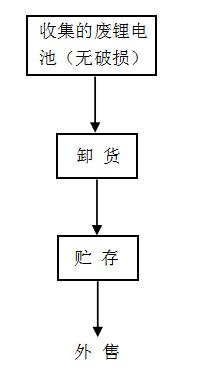 收集的废锂电
池（无破损）
卸 货
贮 存
外 售